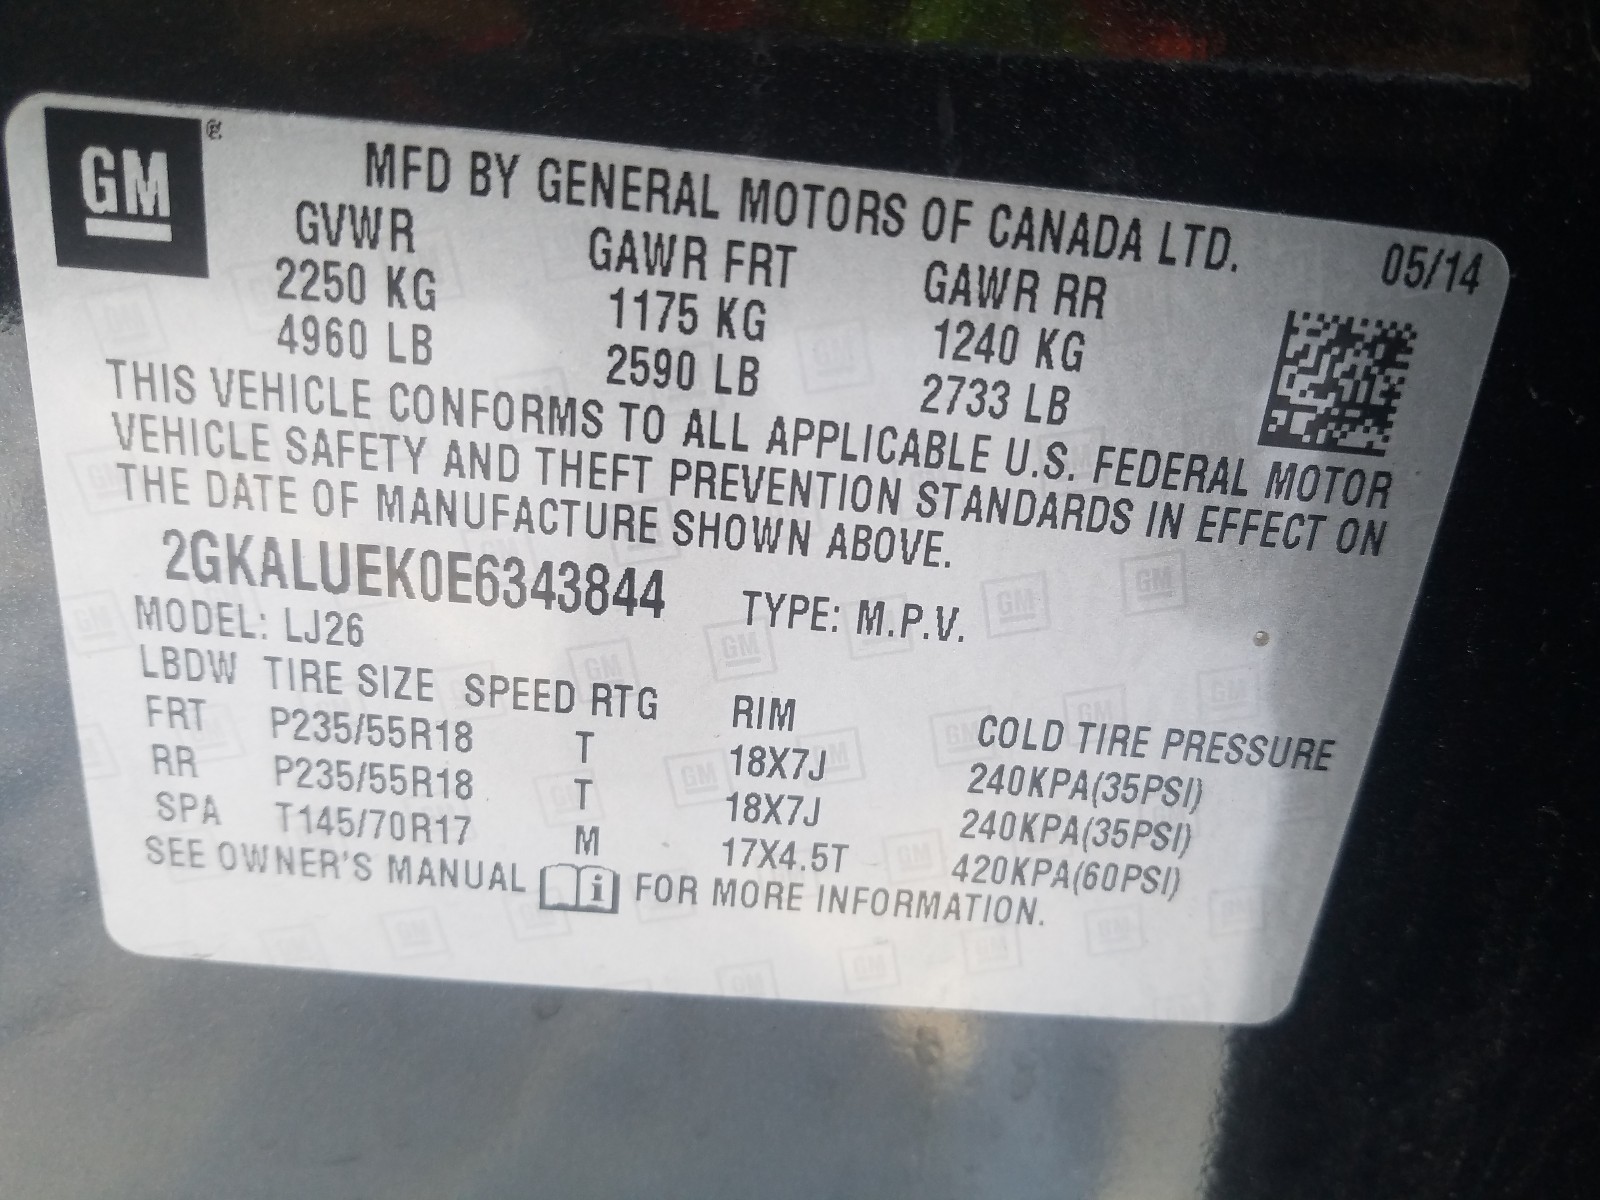 GM ®
MFD BY GENERAL MOTORS OF CANADA LTD.
05/14
GVWR GAWR FRT GAWR RR
2250 KG 1175 KG 1240 KG
4960 LB 2590 LB 2733 LB
THIS VEHICLE CONFORMS TO ALL APPLICABLE U.S. FEDERAL MOTOR
VEHICLE SAFETY AND THEFT PREVENTION STANDARDS IN EFFECT ON
THE DATE OF MANUFACTURE SHOWN ABOVE.
2GKALUEK0E6343844 TYPE: M.P.V.
MODEL: LJ26
LBDW TIRE SIZE SPEED RTG RIM COLD TIRE PRESSURE
FRT P235/55R18 T 18X7J 240KPA(35PSI)
RR P235/55R18 T 18X7J 240KPA(35PSI)
SPA T145/70R17 M 17X4.5T 420KPA(60PSI)
SEE OWNER'S MANUAL i FOR MORE INFORMATION.